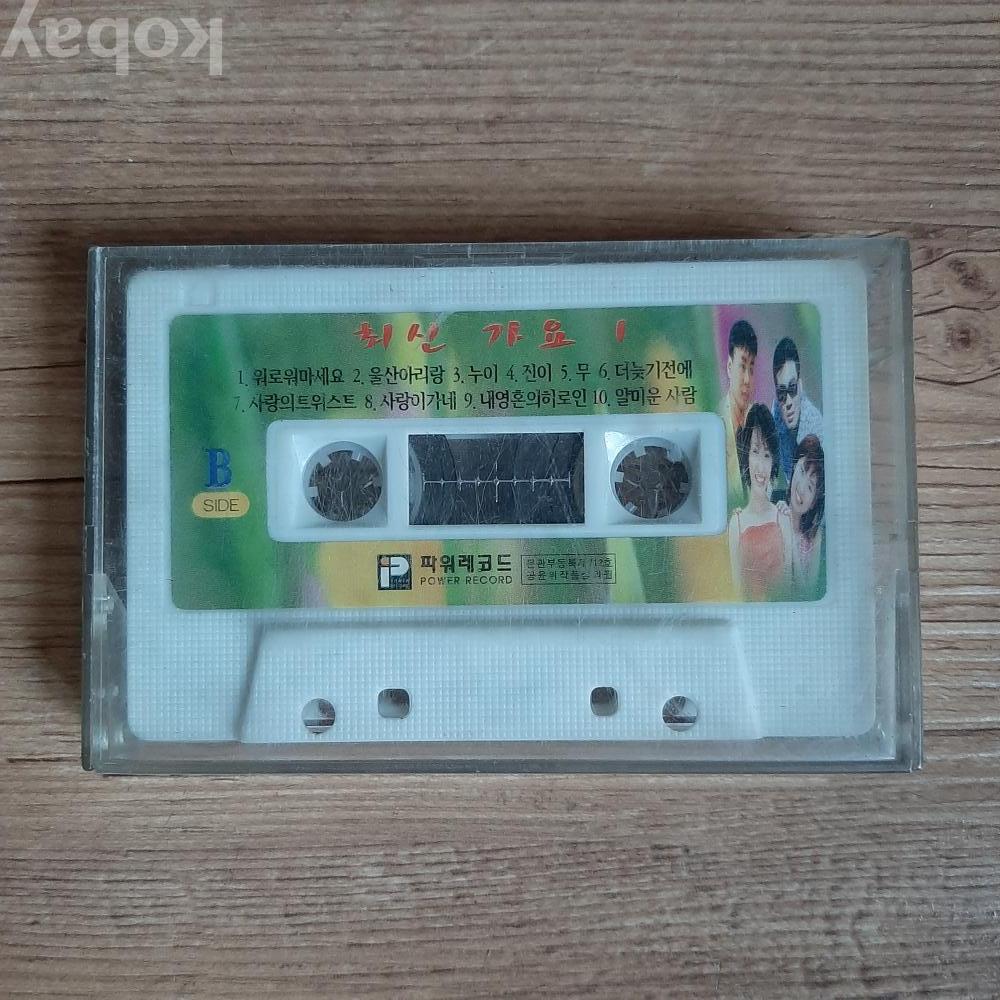 kobay
최신 가요 1
1. 워로워마세요 2. 울산아리랑 3. 누이 4. 진이 5. 무 6. 더늦기전에
7. 사랑의트위스트 8. 사랑이가네 9. 내영혼의히로인 10. 알미운 사람
B
SIDE
파워레코드
POWER RECORD